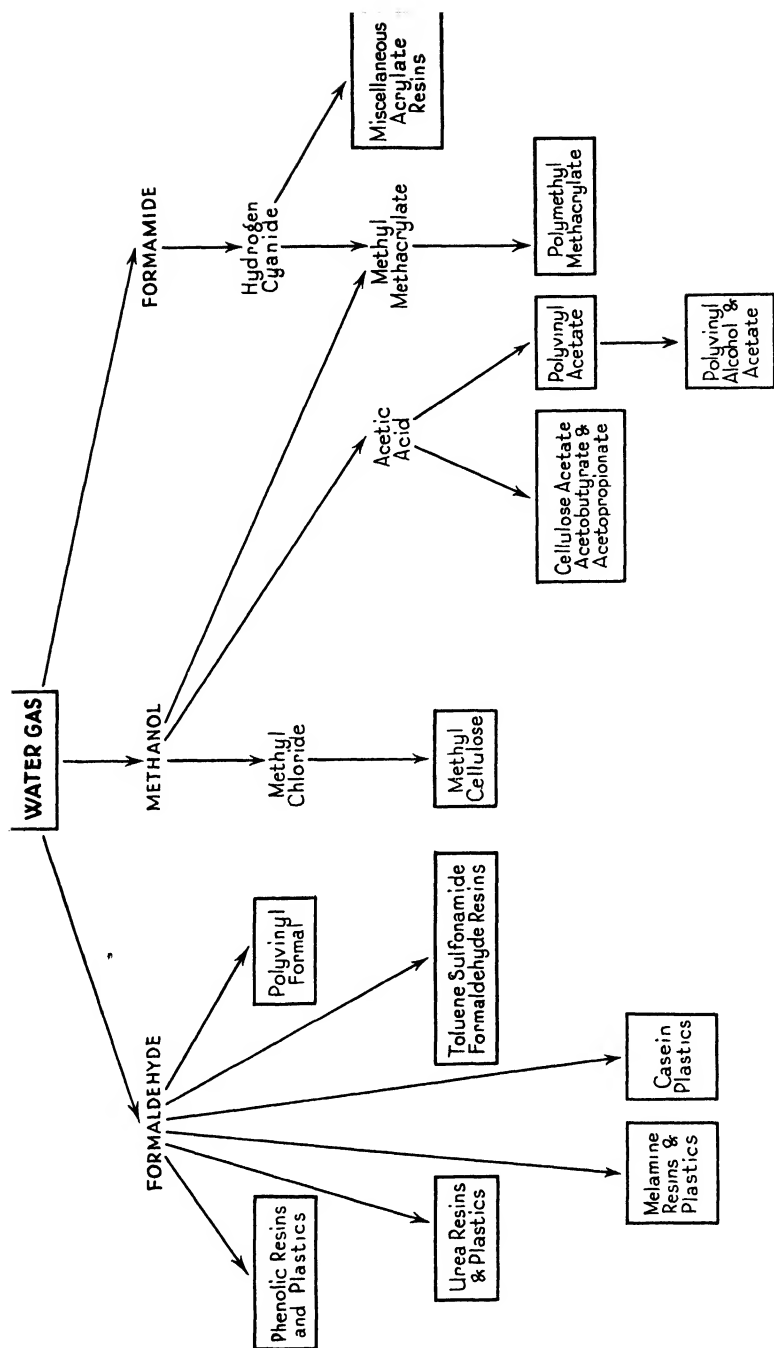 WATER GAS
FORMALDEHYDE
METHANOL
FORMAMIDE
Phenolic Resins
and Plastics
Polyvinyl
Formal
Methyl
Chloride
Hydrogen
Cyanide
Urea Resins
& Plastics
Toluene Sulfonamide
Formaldehyde Resins
Methyl
Cellulose
Acetic
Acid
Methyl
Methacrylate
Miscellaneous
Acrylate
Resins
Melamine
Resins &
Plastics
Casein
Plastics
Cellulose Acetate
Acetobutyrate &
Acetopropionate
Polyvinyl
Acetate
Polymethyl
Methacrylate
Polyvinyl
Alcohol &
Acetate